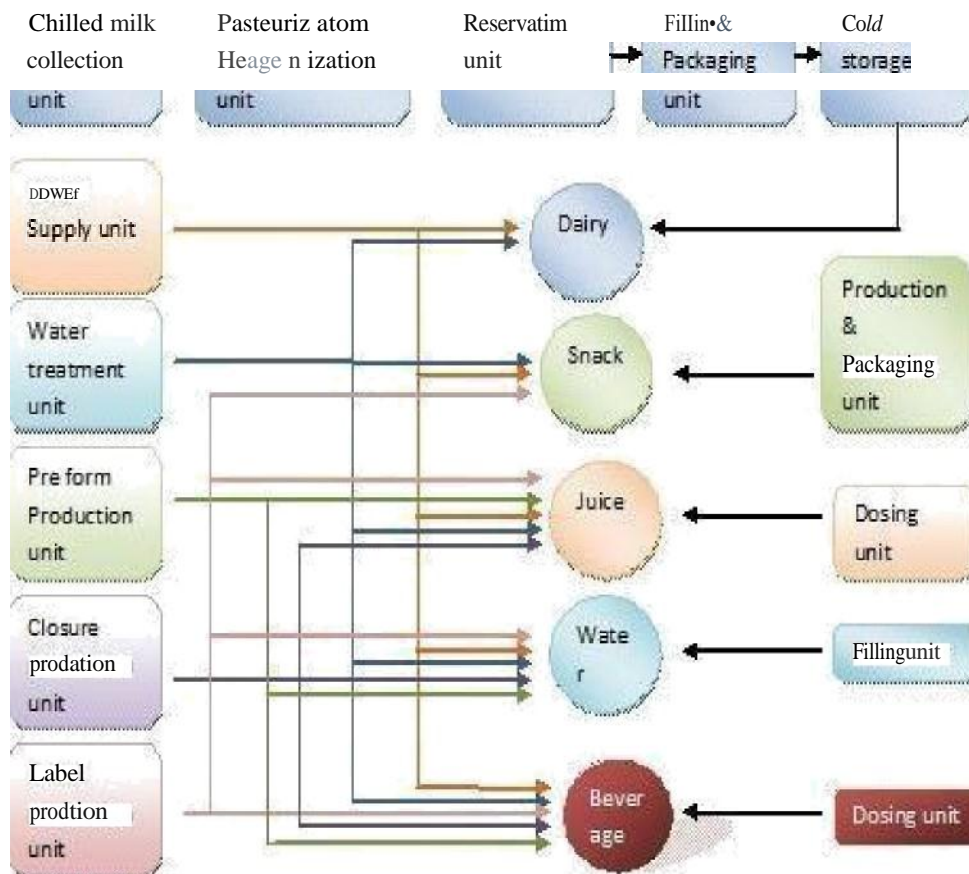 Chilled milk
collection
unit
Pasteuriz atom
Heage n ization
unit
Reservatim
unit
Fillin•&
Packaging
unit
Cold
storage
DDWEf
Supply unit
Dairy
Production
&
Packaging
unit
Water
treatment
unit
Snack
Pre form
Production
unit
Juice
Dosing
unit
Closure
prodation
unit
Wate
r
Fillingunit
Label
prodtion
unit
Bever
age
Dosing unit